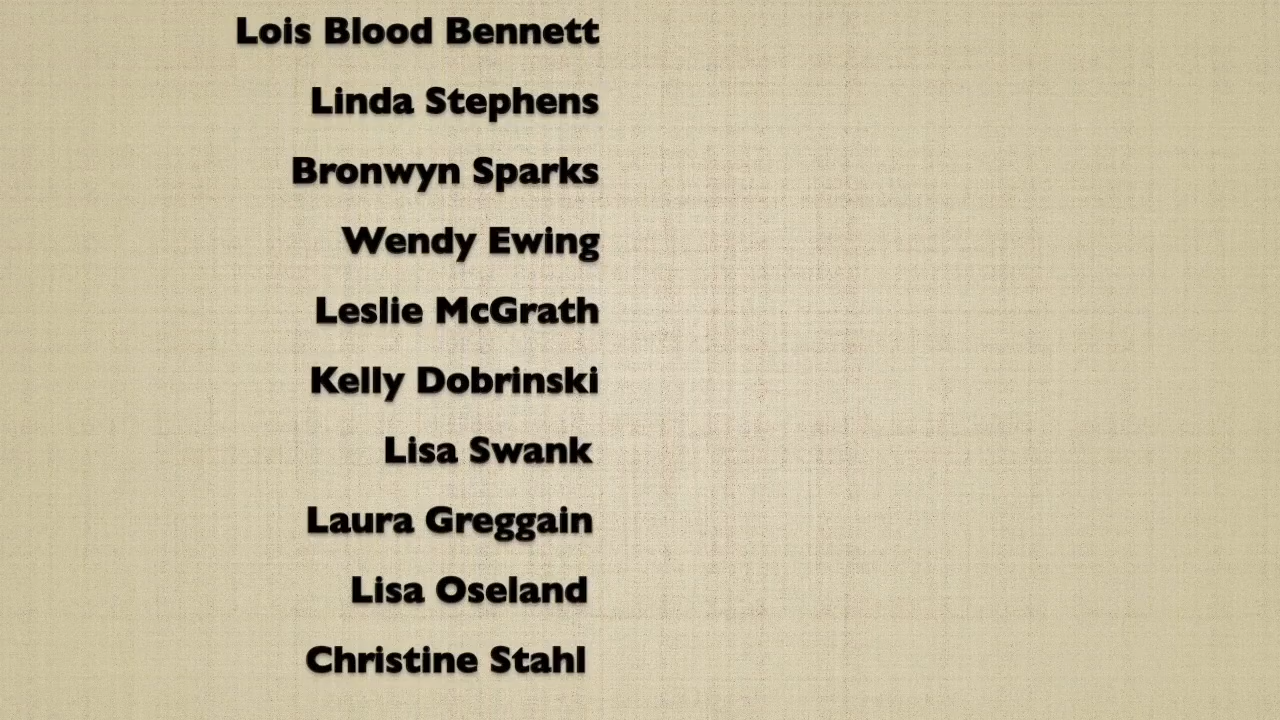 Lois Blood Bennett
Linda Stephens
Bronwyn Sparks
Wendy Ewing
Leslie McGrath
Kelly Dobrinski
Lisa Swank
Laura Greggain
Lisa Oseland
Christine Stahl